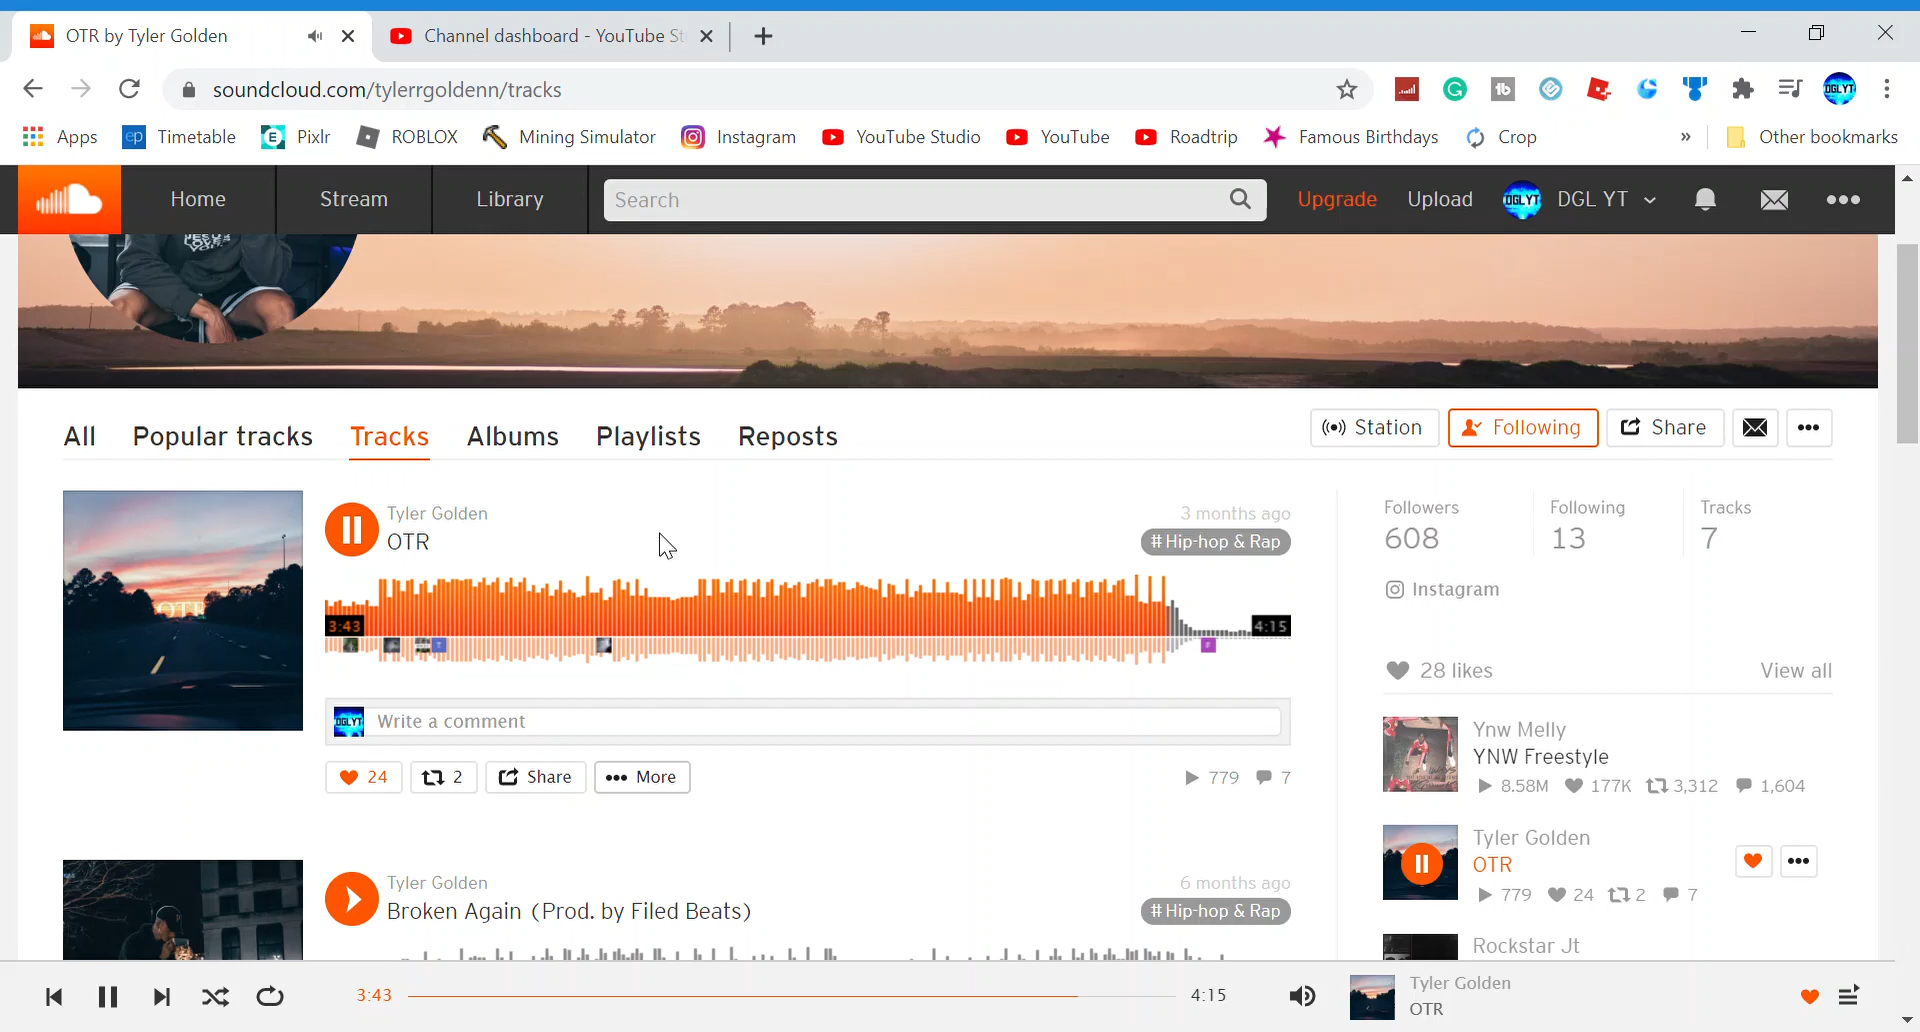 OTR by Tyler Golden
Channel dashboard - YouTube St
soundcloud.com/tylerrgoldenn/tracks
DGLYT
Apps
ep Timetable
Pixlr
ROBLOX
Mining Simulator
Instagram
YouTube Studio
YouTube
Roadtrip
Famous Birthdays
Crop
»
Other bookmarks
Home
Stream
Library
Search
Upgrade
Upload
DGLYT
DGL YT
All
Popular tracks
Tracks
Albums
Playlists
Reposts
Station
Following
Share
Tyler Golden
3 months ago
OTR
# Hip-hop & Rap
OTR
3:43
4:15
DGLYT
Write a comment
24
2
Share
More
779
7
Followers
Following
Tracks
608
13
7
Instagram
28 likes
View all
Ynw Melly
YNW Freestyle
8.58M 177K 3,312 1,604
Tyler Golden
OTR
779 24 2 7
Rockstar Jt
Tyler Golden
6 months ago
Broken Again (Prod. by Filed Beats)
# Hip-hop & Rap
3:43
4:15
Tyler Golden
OTR